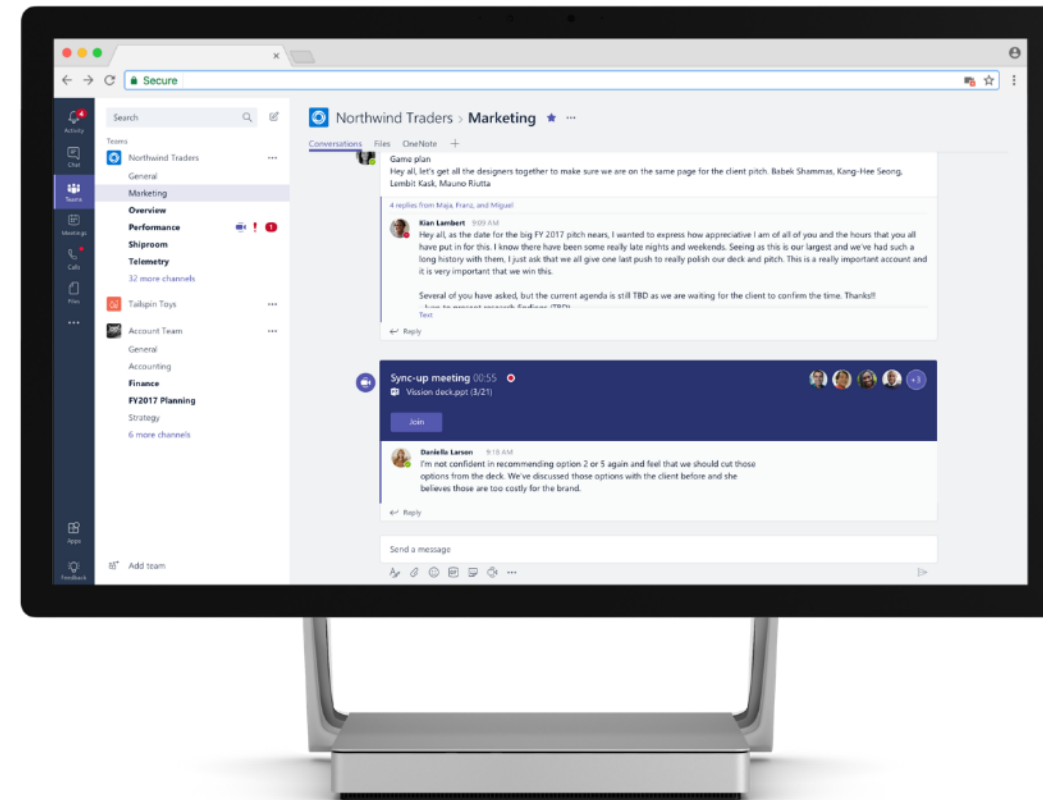 Secure
4
Activity
Chat
Teams
Meetings
Calls
Files
Apps
Feedback
Search
Teams
Northwind Traders
General
Marketing
Overview
Performance ! 1
Shiproom
Telemetry
32 more channels
Tailspin Toys
Account Team
General
Accounting
Finance
FY2017 Planning
Strategy
6 more channels
Add team
Northwind Traders > Marketing
Conversations Files OneNote
Game plan
Hey all, let's get all the designers together to make sure we are on the same page for the client pitch. Babek Shammas, Kang-Hee Seong,
Lembit Kask, Mauno Riutta
4 replies from Maja, Franz, and Miguel
Kian Lambert 9:09 AM
Hey all, as the date for the big FY 2017 pitch nears, I wanted to express how appreciative I am of all of you and the hours that you all
have put in for this. I know there have been some really late nights and weekends. Seeing as this is our largest and we've had such a
long history with them, I just ask that we all give one last push to really polish our deck and pitch. This is a really important account and
it is very important that we win this.
Several of you have asked, but the current agenda is still TBD as we are waiting for the client to confirm the time. Thanks!!
Text
Reply
Sync-up meeting 00:55
Vission deck.ppt (3/21)
+3
Join
Daniella Larson 9:18 AM
I'm not confident in recommending option 2 or 5 again and feel that we should cut those
options from the deck. We've discussed those options with the client before and she
believes those are too costly for the brand.
Reply
Send a message